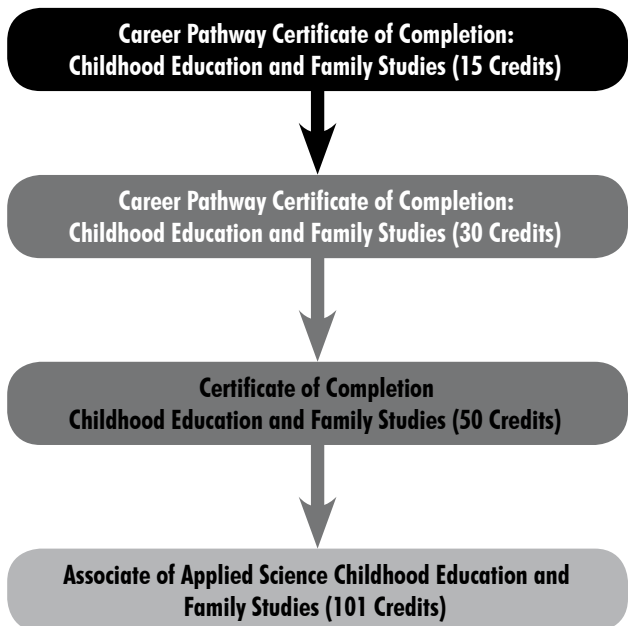 Career Pathway Certificate of Completion:
Childhood Education and Family Studies (15 Credits)
Career Pathway Certificate of Completion:
Childhood Education and Family Studies (30 Credits)
Certificate of Completion
Childhood Education and Family Studies (50 Credits)
Associate of Applied Science Childhood Education and
Family Studies (101 Credits)